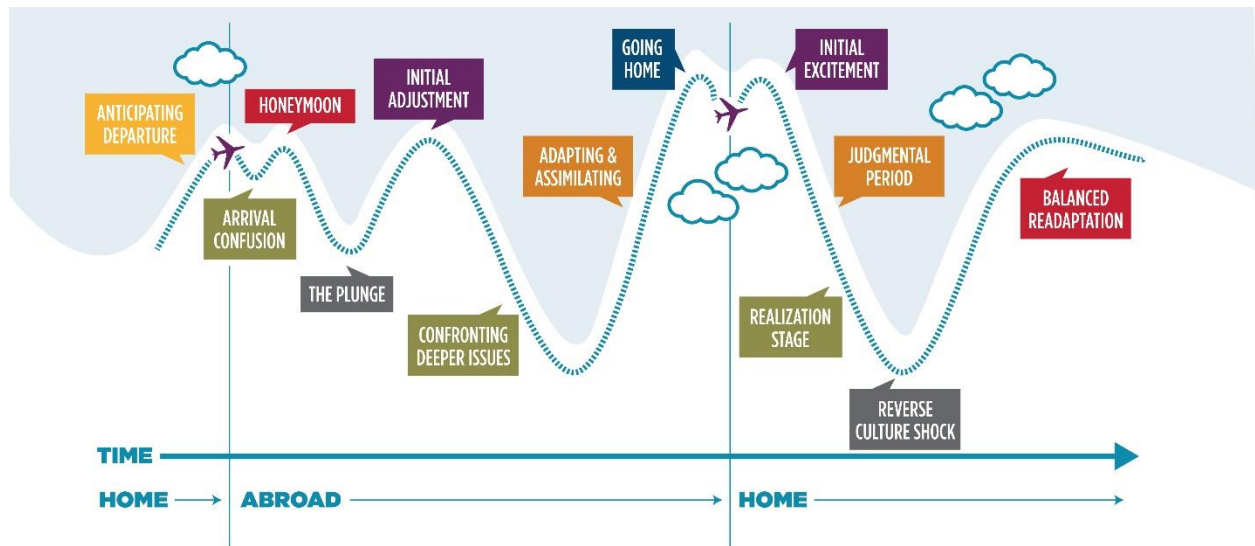 GOING
HOME
INITIAL
EXCITEMENT
INITIAL
ADJUSTMENT
HONEYMOON
ANTICIPATING
DEPARTURE
ADAPTING &
ASSIMILATING
JUDGMENTAL
PERIOD
BALANCED
READAPTATION
ARRIVAL
CONFUSION
THE PLUNGE
CONFRONTING
DEEPER ISSUES
REALIZATION
STAGE
REVERSE
CULTURE SHOCK
TIME
HOME
ABROAD
HOME